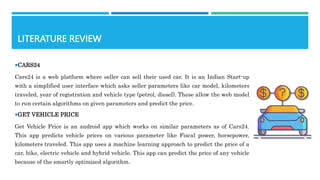 LITERATURE REVIEW
▪CARS24
Cars24 is a web platform where seller can sell their used car. It is an Indian Start-up
with a simplified user interface which asks seller parameters like car model, kilometers
traveled, year of registration and vehicle type (petrol, diesel). These allow the web model
to run certain algorithms on given parameters and predict the price.
▪GET VEHICLE PRICE
Get Vehicle Price is an android app which works on similar parameters as of Cars24.
This app predicts vehicle prices on various parameter like Fiscal power, horsepower,
kilometers traveled. This app uses a machine learning approach to predict the price of a
car, bike, electric vehicle and hybrid vehicle. This app can predict the price of any vehicle
because of the smartly optimized algorithm.